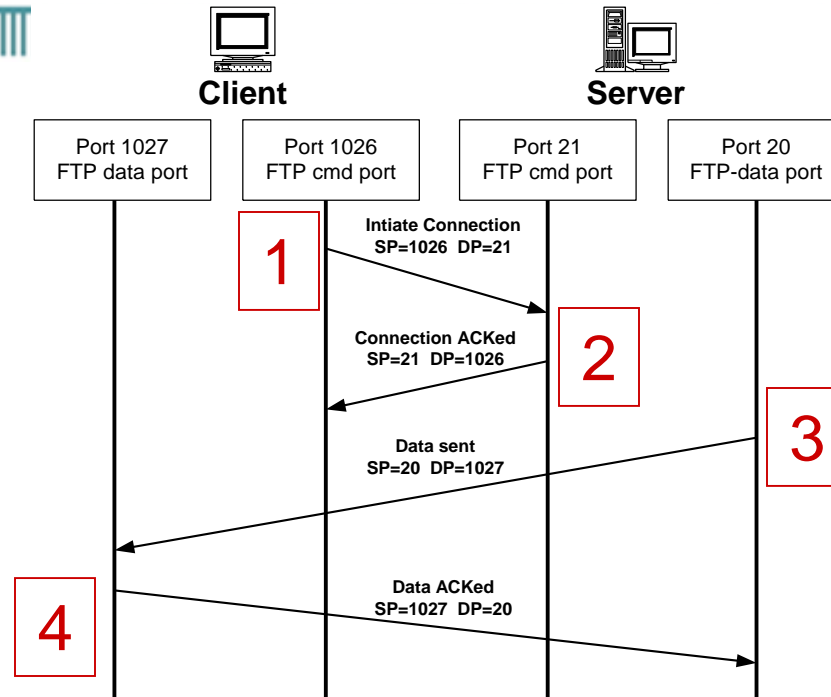 Client
Server
Port 1027
FTP data port
Port 1026
FTP cmd port
Port 21
FTP cmd port
Port 20
FTP-data port
1
Intiate Connection
SP=1026 DP=21
2
Connection ACKed
SP=21 DP=1026
3
Data sent
SP=20 DP=1027
4
Data ACKed
SP=1027 DP=20